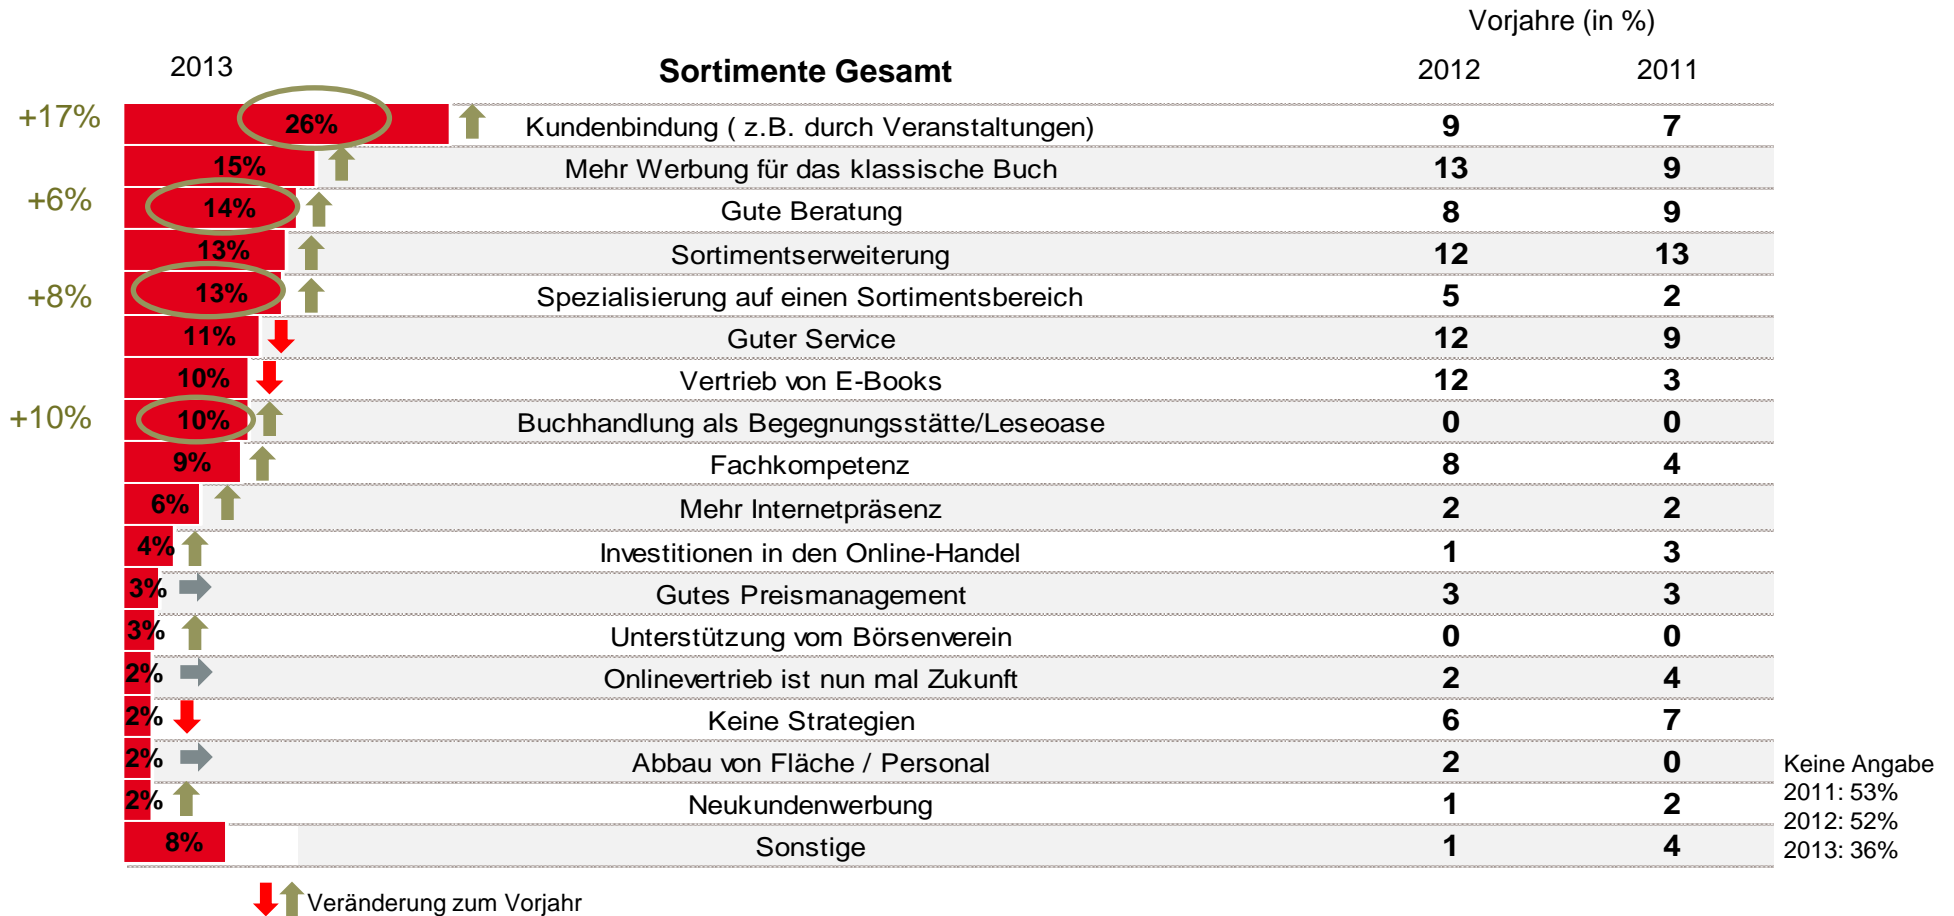 Vorjahre (in %)
2013 Sortimente Gesamt 2012 2011
+17% 26% Kundenbindung ( z.B. durch Veranstaltungen) 9 7
15% Mehr Werbung für das klassische Buch 13 9
+6% 14% Gute Beratung 8 9
13% Sortimentserweiterung 12 13
+8% 13% Spezialisierung auf einen Sortimentsbereich 5 2
11% Guter Service 12 9
10% Vertrieb von E-Books 12 3
+10% 10% Buchhandlung als Begegnungsstätte/Leseoase 0 0
9% Fachkompetenz 8 4
6% Mehr Internetpräsenz 2 2
4% Investitionen in den Online-Handel 1 3
3% Gutes Preismanagement 3 3
3% Unterstützung vom Börsenverein 0 0
2% Onlinevertrieb ist nun mal Zukunft 2 4
2% Keine Strategien 6 7
2% Abbau von Fläche / Personal 2 0
2% Neukundenwerbung 1 2
8% Sonstige 1 4
Keine Angabe
2011: 53%
2012: 52%
2013: 36%
Veränderung zum Vorjahr